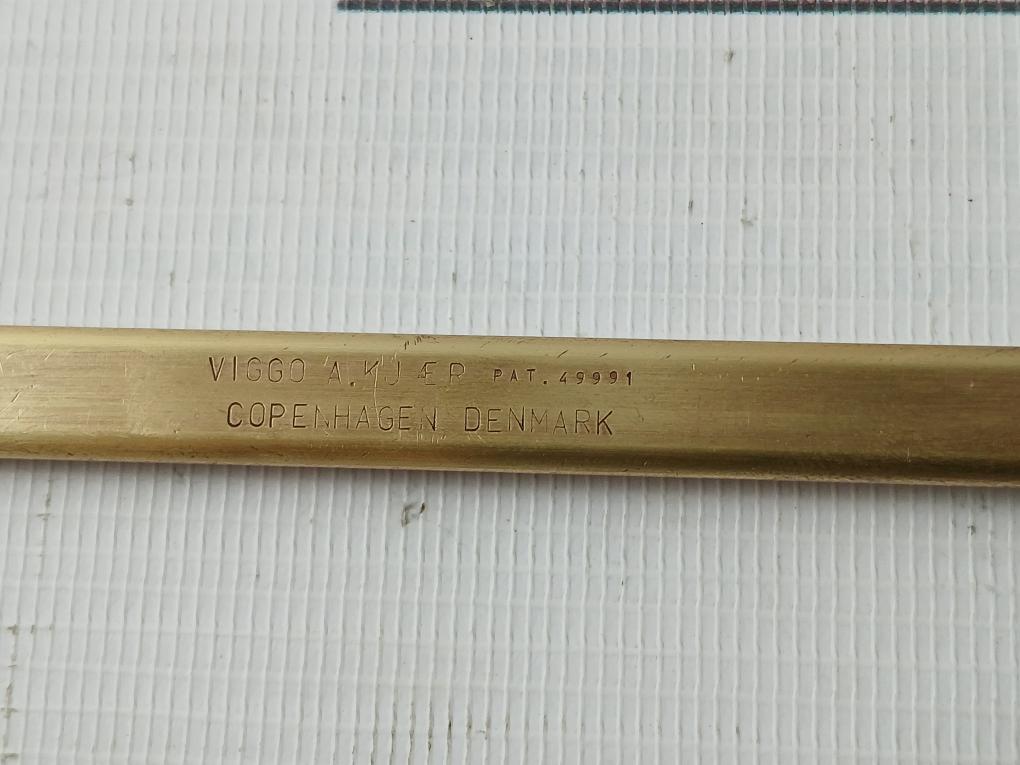 VIGGO A. KJÆR PAT. 49991
COPENHAGEN DENMARK